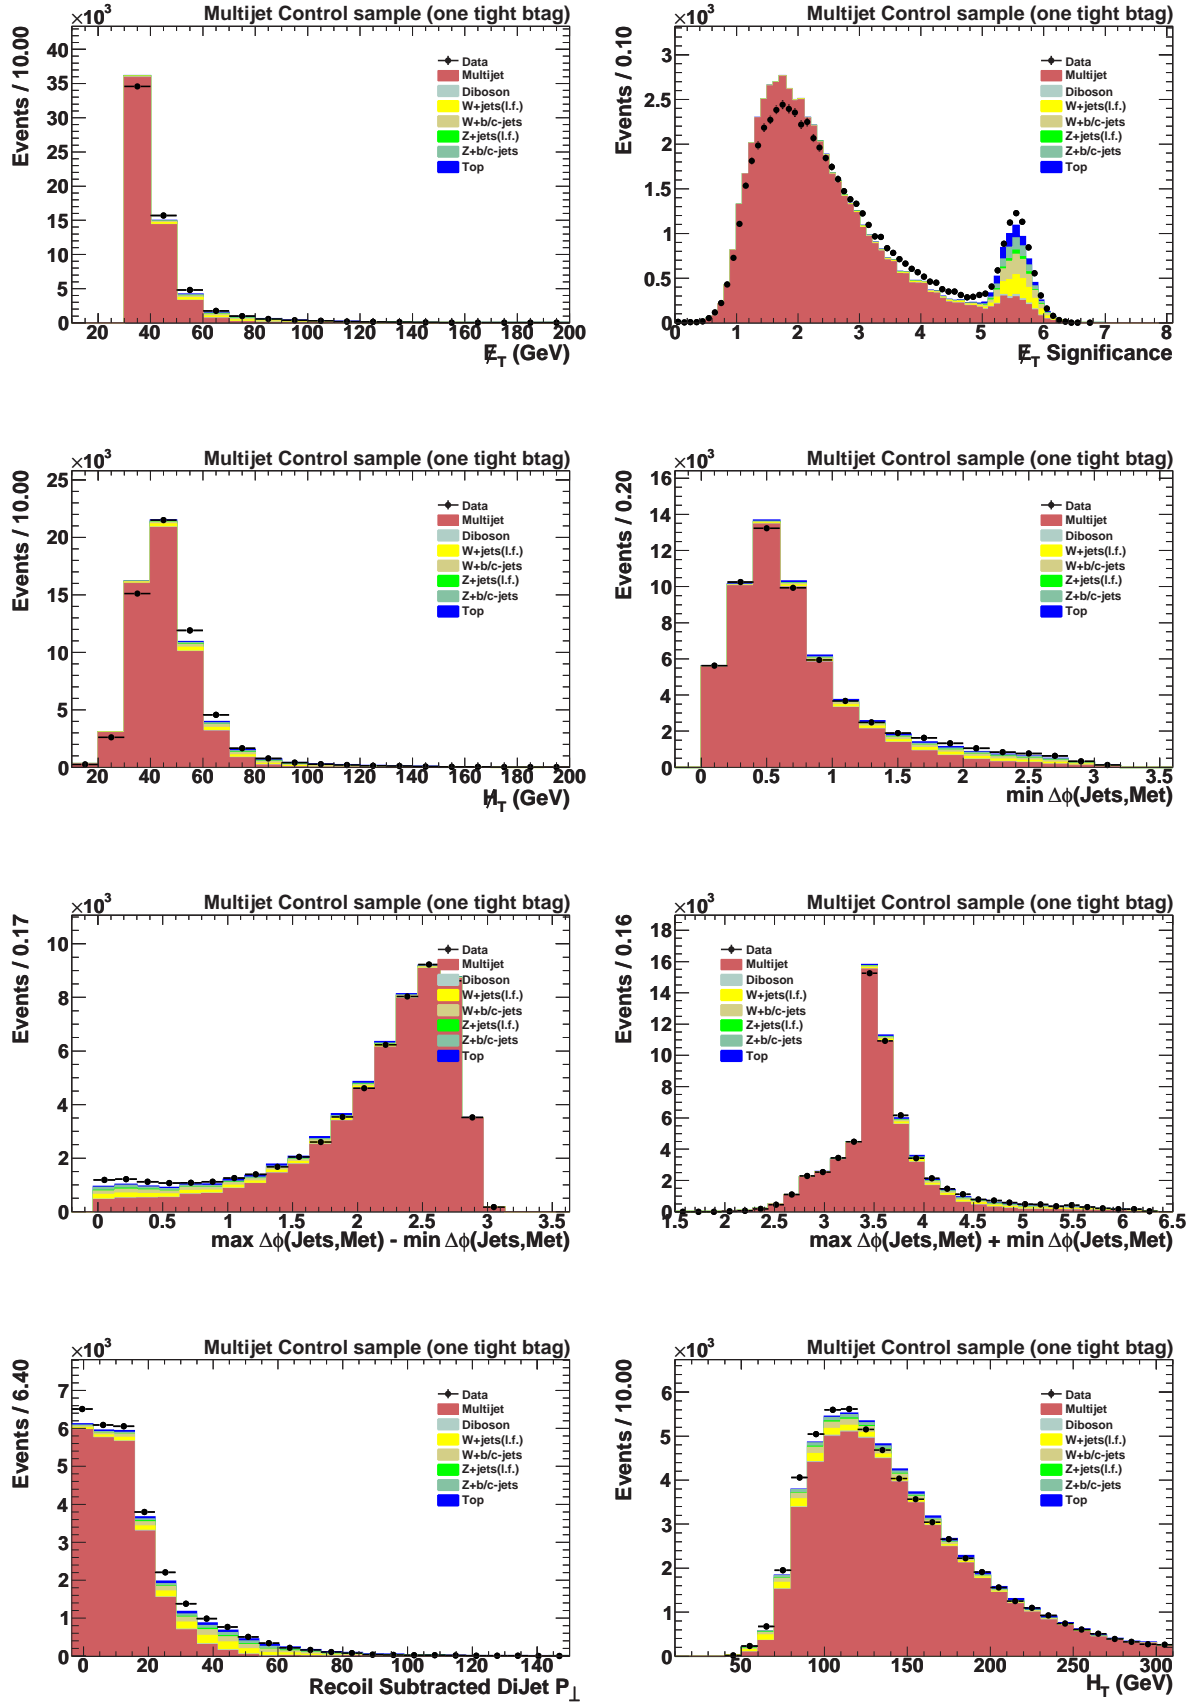 ×10³ Multijet Control sample (one tight btag)
Events / 10.00
40
35
30
25
20
15
10
5
0
Data
Multijet
Diboson
W+jets(l.f.)
W+b/c-jets
Z+jets(l.f.)
Z+b/c-jets
Top
20 40 60 80 100 120 140 160 180 200
E̸_T (GeV)
×10³ Multijet Control sample (one tight btag)
Events / 0.10
3
2.5
2
1.5
1
0.5
0
Data
Multijet
Diboson
W+jets(l.f.)
W+b/c-jets
Z+jets(l.f.)
Z+b/c-jets
Top
0 1 2 3 4 5 6 7 8
E̸_T Significance
×10³ Multijet Control sample (one tight btag)
Events / 10.00
25
20
15
10
5
0
Data
Multijet
Diboson
W+jets(l.f.)
W+b/c-jets
Z+jets(l.f.)
Z+b/c-jets
Top
20 40 60 80 100 120 140 160 180 200
H̸_T (GeV)
×10³ Multijet Control sample (one tight btag)
Events / 0.20
16
14
12
10
8
6
4
2
0
Data
Multijet
Diboson
W+jets(l.f.)
W+b/c-jets
Z+jets(l.f.)
Z+b/c-jets
Top
0 0.5 1 1.5 2 2.5 3 3.5
min Δϕ(Jets,Met)
×10³ Multijet Control sample (one tight btag)
Events / 0.17
10
8
6
4
2
0
Data
Multijet
Diboson
W+jets(l.f.)
W+b/c-jets
Z+jets(l.f.)
Z+b/c-jets
Top
0 0.5 1 1.5 2 2.5 3 3.5
max Δϕ(Jets,Met) - min Δϕ(Jets,Met)
×10³ Multijet Control sample (one tight btag)
Events / 0.16
18
16
14
12
10
8
6
4
2
0
Data
Multijet
Diboson
W+jets(l.f.)
W+b/c-jets
Z+jets(l.f.)
Z+b/c-jets
Top
1.5 2 2.5 3 3.5 4 4.5 5 5.5 6 6.5
max Δϕ(Jets,Met) + min Δϕ(Jets,Met)
×10³ Multijet Control sample (one tight btag)
Events / 6.40
7
6
5
4
3
2
1
0
Data
Multijet
Diboson
W+jets(l.f.)
W+b/c-jets
Z+jets(l.f.)
Z+b/c-jets
Top
0 20 40 60 80 100 120 140
Recoil Subtracted DiJet P_⊥
×10³ Multijet Control sample (one tight btag)
Events / 10.00
6
5
4
3
2
1
0
Data
Multijet
Diboson
W+jets(l.f.)
W+b/c-jets
Z+jets(l.f.)
Z+b/c-jets
Top
50 100 150 200 250 300
H_T (GeV)